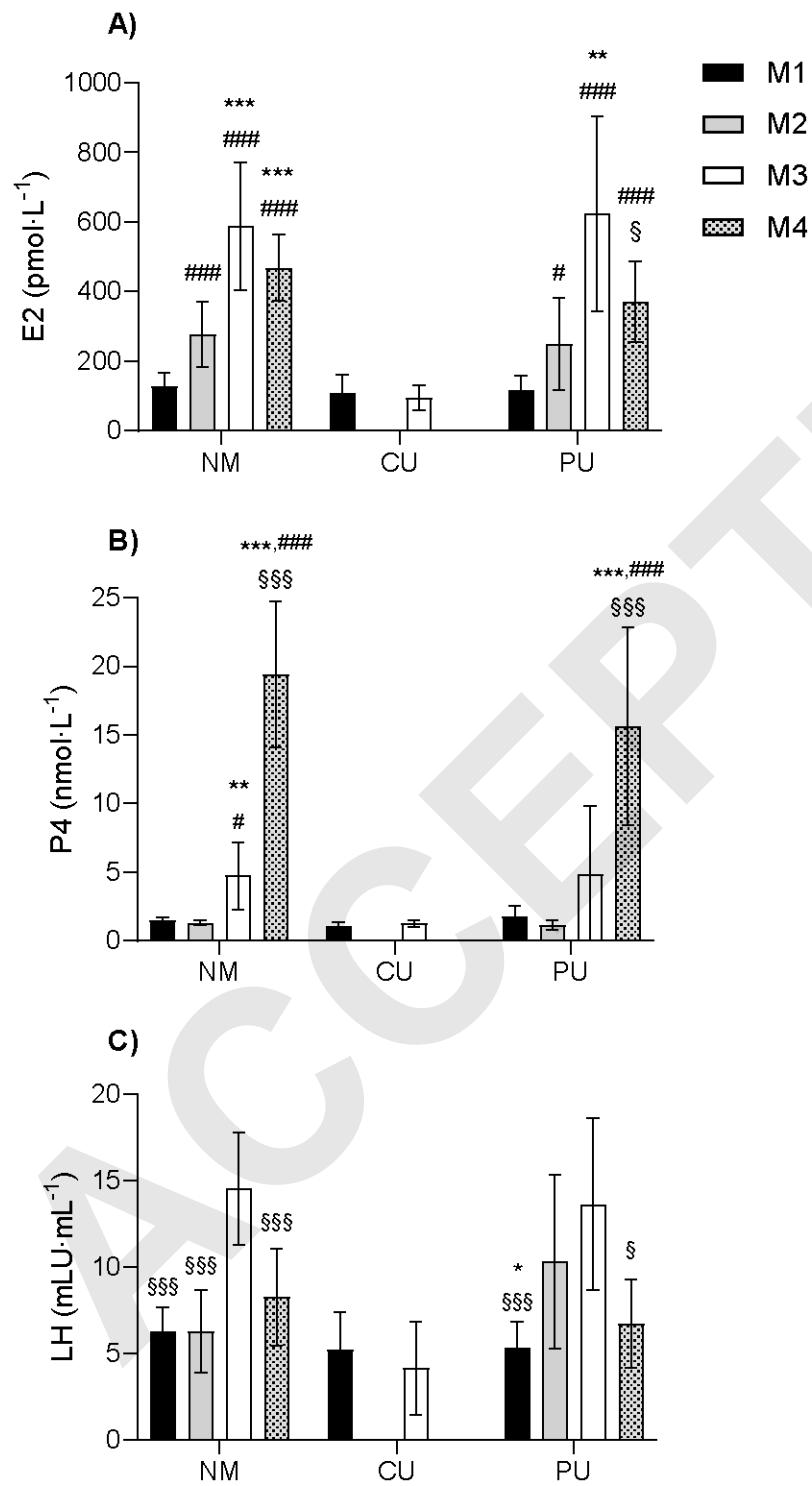 A)
M1
M2
M3
M4
E2 (pmol·L⁻¹)
1000
800
600
400
200
0
###
***
###
***
###
#
**
###
###
§
NM CU PU
B)
P4 (nmol·L⁻¹)
25
20
15
10
5
0
**
#
***,###
§§§
***,###
§§§
NM CU PU
C)
LH (mLU·mL⁻¹)
20
15
10
5
0
§§§
§§§
§§§
*
§§§
§
NM CU PU
ACCEPT